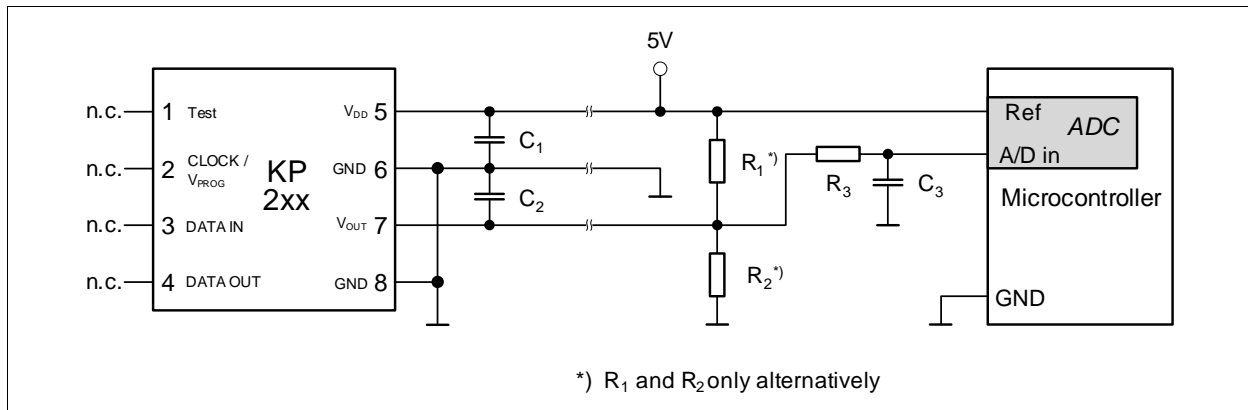 5V
n.c. 1 Test
n.c. 2 CLOCK / VPROG
n.c. 3 DATA IN
n.c. 4 DATA OUT
KP
2xx
VDD 5
GND 6
VOUT 7
GND 8
C1
C2
R1*)
R2*)
R3
C3
Ref
ADC
A/D in
Microcontroller
GND
*) R1 and R2 only alternatively